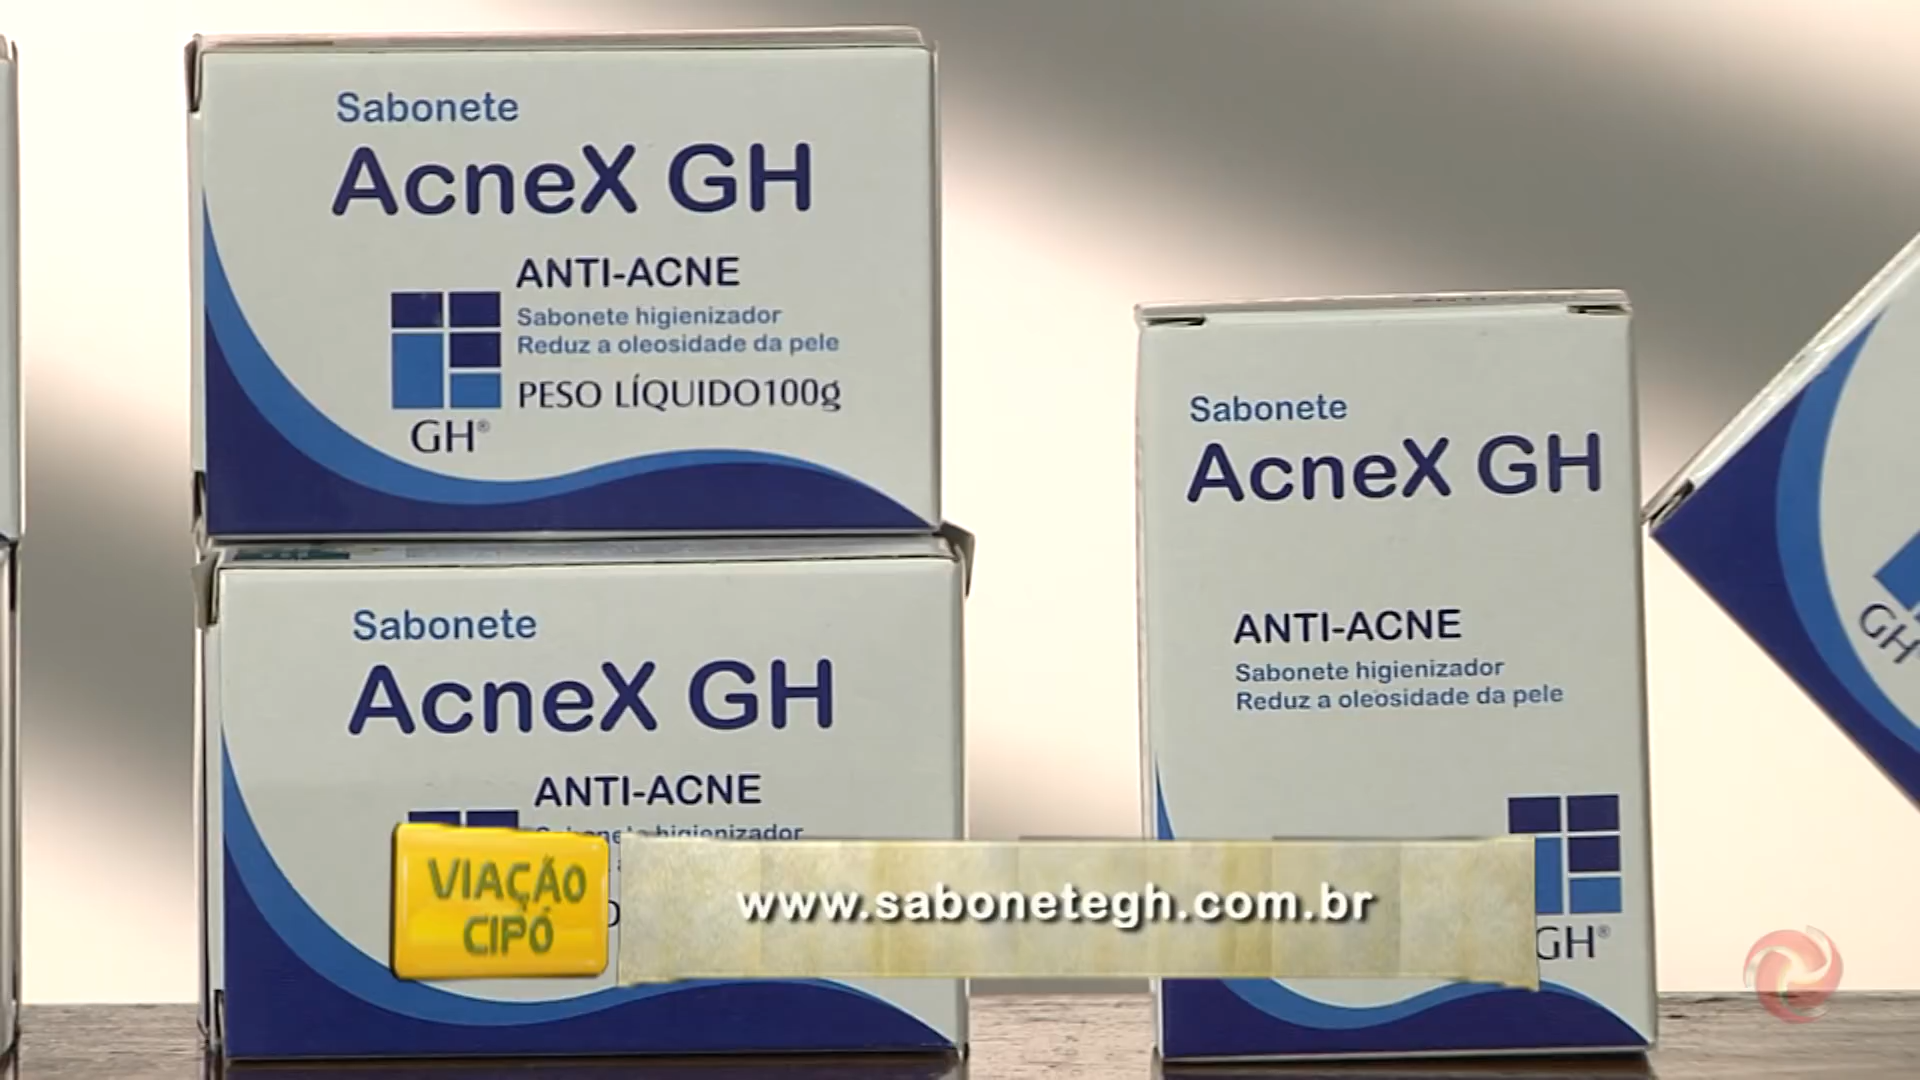 Sabonete
AcneX GH
ANTI-ACNE
Sabonete higienizador
Reduz a oleosidade da pele
PESO LÍQUIDO100g
GH®
Sabonete
AcneX GH
ANTI-ACNE
Sabonete higienizador
Sabonete
AcneX GH
ANTI-ACNE
Sabonete higienizador
Reduz a oleosidade da pele
GH®
GH
VIAÇÃO
CIPÓ
www.sabonetegh.com.br